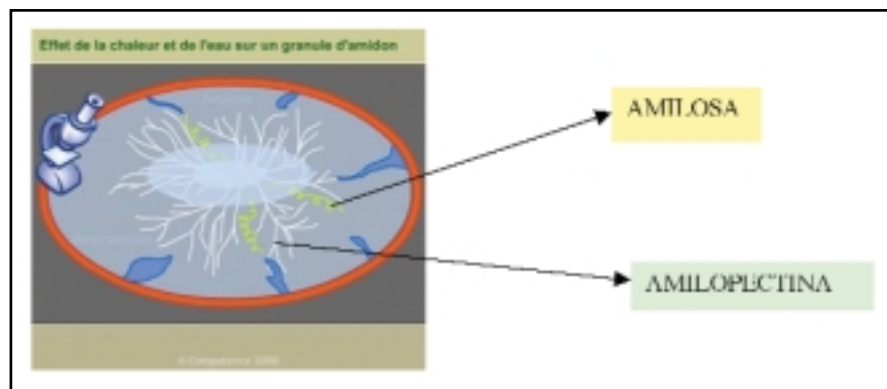 Effet de la chaleur et de l'eau sur un granule d'amidon
AMILOSA
AMILOPECTINA